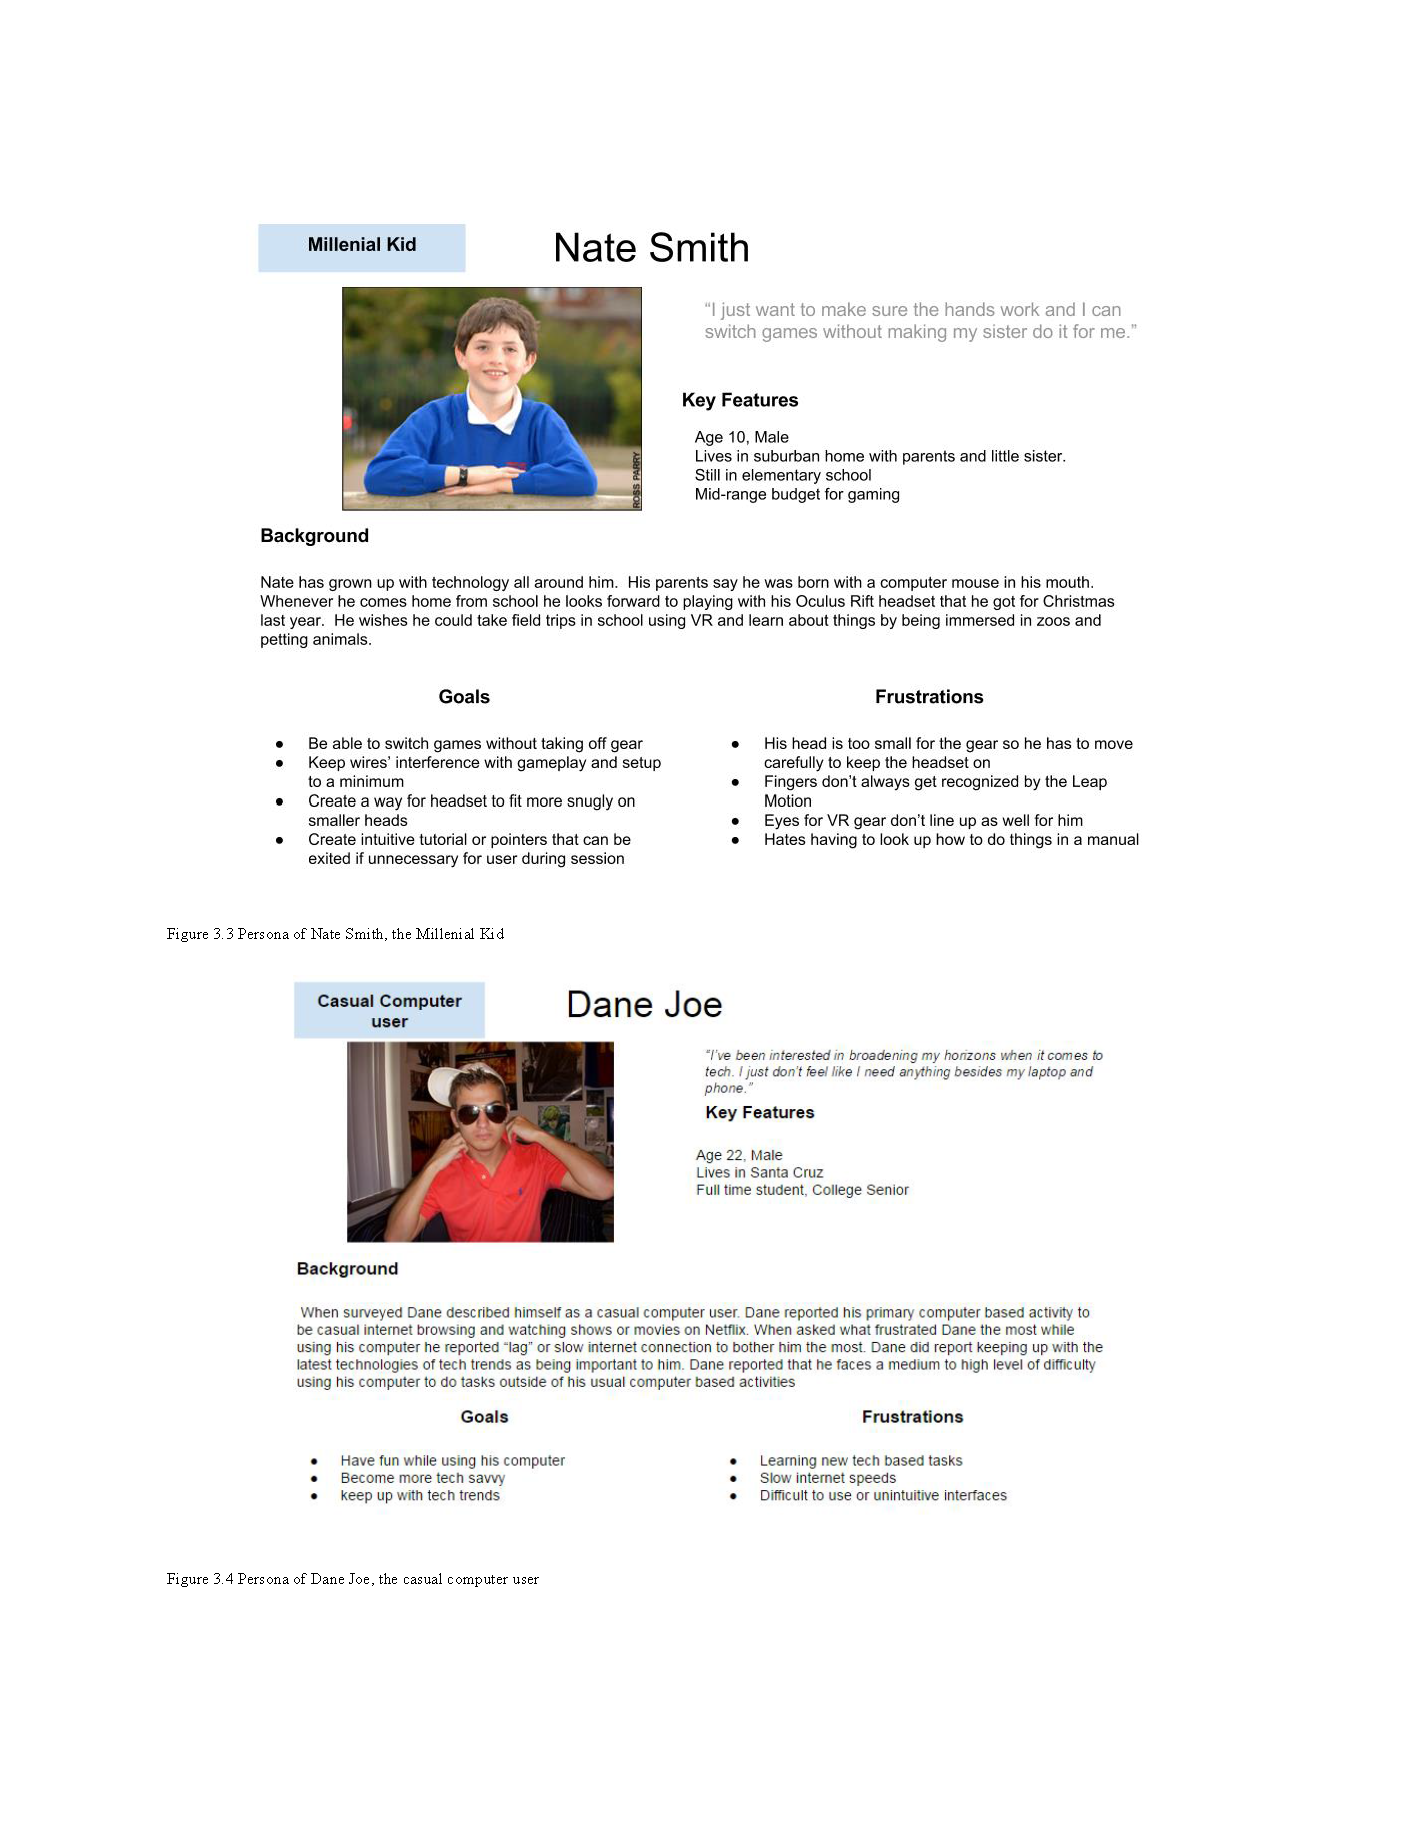 Millenial Kid
Nate Smith
“I just want to make sure the hands work and I can
switch games without making my sister do it for me.”
Key Features
Age 10, Male
Lives in suburban home with parents and little sister.
Still in elementary school
Mid-range budget for gaming
ROSS PARRY
Background
Nate has grown up with technology all around him.  His parents say he was born with a computer mouse in his mouth.
Whenever he comes home from school he looks forward to playing with his Oculus Rift headset that he got for Christmas
last year.  He wishes he could take field trips in school using VR and learn about things by being immersed in zoos and
petting animals.
Goals
● Be able to switch games without taking off gear
● Keep wires’ interference with gameplay and setup
to a minimum
● Create a way for headset to fit more snugly on
smaller heads
● Create intuitive tutorial or pointers that can be
exited if unnecessary for user during session
Frustrations
● His head is too small for the gear so he has to move
carefully to keep the headset on
● Fingers don’t always get recognized by the Leap
Motion
● Eyes for VR gear don’t line up as well for him
● Hates having to look up how to do things in a manual
Figure 3.3 Persona of Nate Smith, the Millenial Kid
Casual Computer
user
Dane Joe
“I’ve been interested in broadening my horizons when it comes to
tech. I just don’t feel like I need anything besides my laptop and
phone.”
Key Features
Age 22, Male
Lives in Santa Cruz
Full time student, College Senior
Background
When surveyed Dane described himself as a casual computer user. Dane reported his primary computer based activity to
be casual internet browsing and watching shows or movies on Netflix. When asked what frustrated Dane the most while
using his computer he reported “lag” or slow internet connection to bother him the most. Dane did report keeping up with the
latest technologies of tech trends as being important to him. Dane reported that he faces a medium to high level of difficulty
using his computer to do tasks outside of his usual computer based activities
Goals
● Have fun while using his computer
● Become more tech savvy
● keep up with tech trends
Frustrations
● Learning new tech based tasks
● Slow internet speeds
● Difficult to use or unintuitive interfaces
Figure 3.4 Persona of Dane Joe, the casual computer user